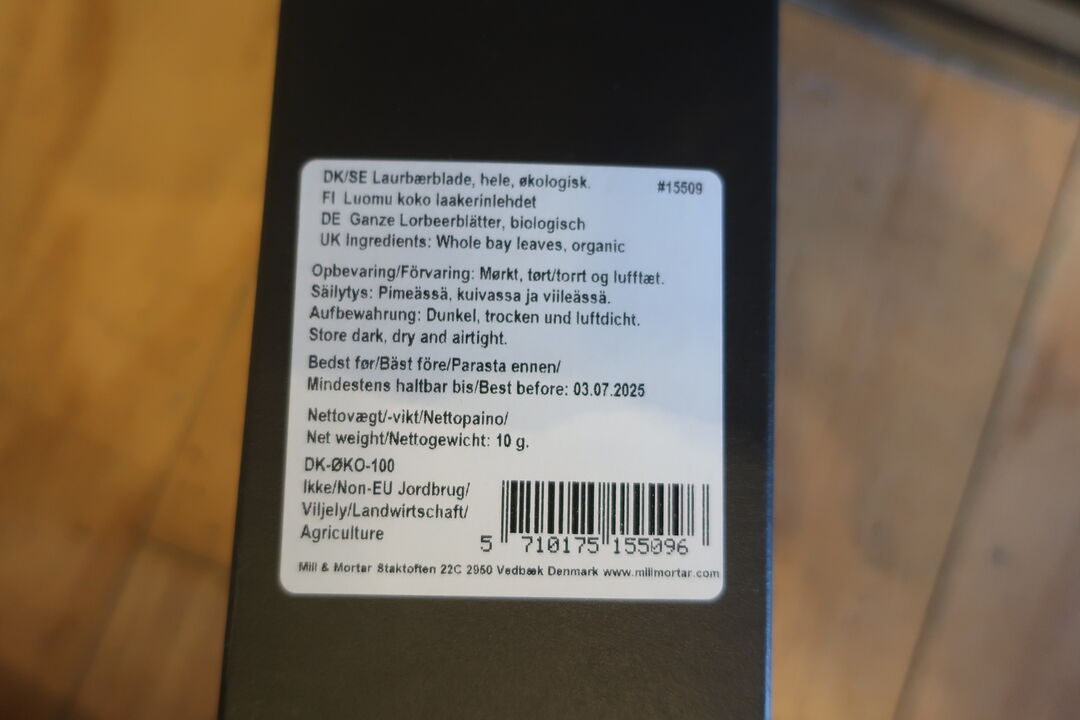 DK/SE Laurbærblade, hele, økologisk.
#15509
FI Luomu koko laakerinlehdet
DE Ganze Lorbeerblätter, biologisch
UK Ingredients: Whole bay leaves, organic
Opbevaring/Förvaring: Mørkt, tørt/torrt og lufftæt.
Säilytys: Pimeässä, kuivassa ja viileässä.
Aufbewahrung: Dunkel, trocken und luftdicht.
Store dark, dry and airtight.
Bedst før/Bäst före/Parasta ennen/
Mindestens haltbar bis/Best before: 03.07.2025
Nettovægt/-vikt/Nettopaino/
Net weight/Nettogewicht: 10 g.
DK-ØKO-100
Ikke/Non-EU Jordbrug/
Viljely/Landwirtschaft/
Agriculture
5 710175 155096
Mill & Mortar Staktoften 22C 2950 Vedbæk Denmark www.millmortar.com